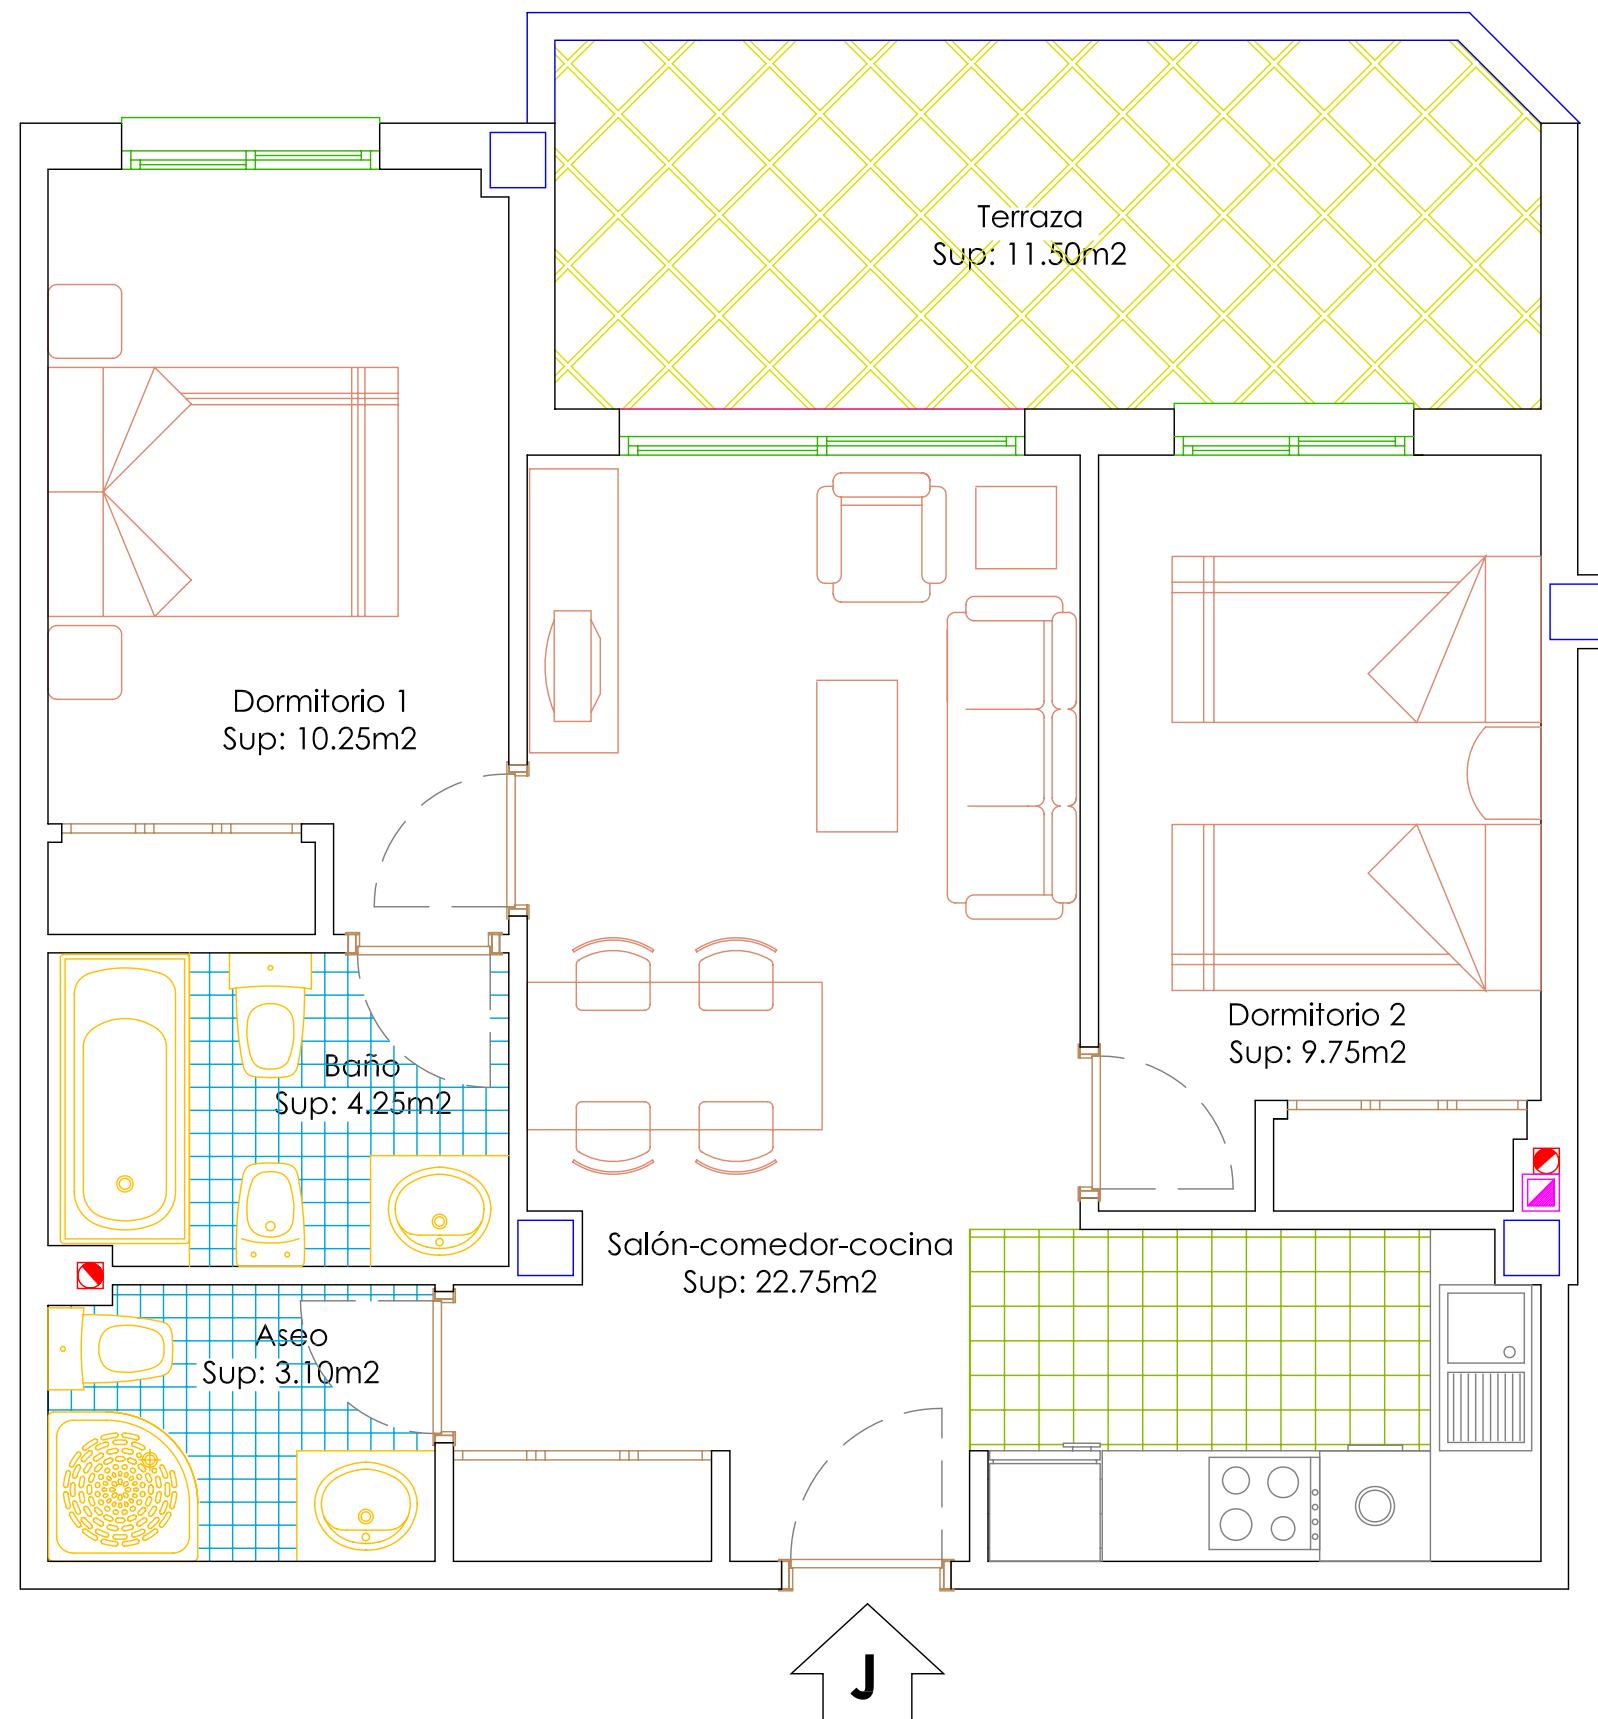 Terraza
Sup: 11.50m2
Dormitorio 1
Sup: 10.25m2
Dormitorio 2
Sup: 9.75m2
Baño
Sup: 4.25m2
Salón-comedor-cocina
Sup: 22.75m2
Aseo
Sup: 3.10m2
J